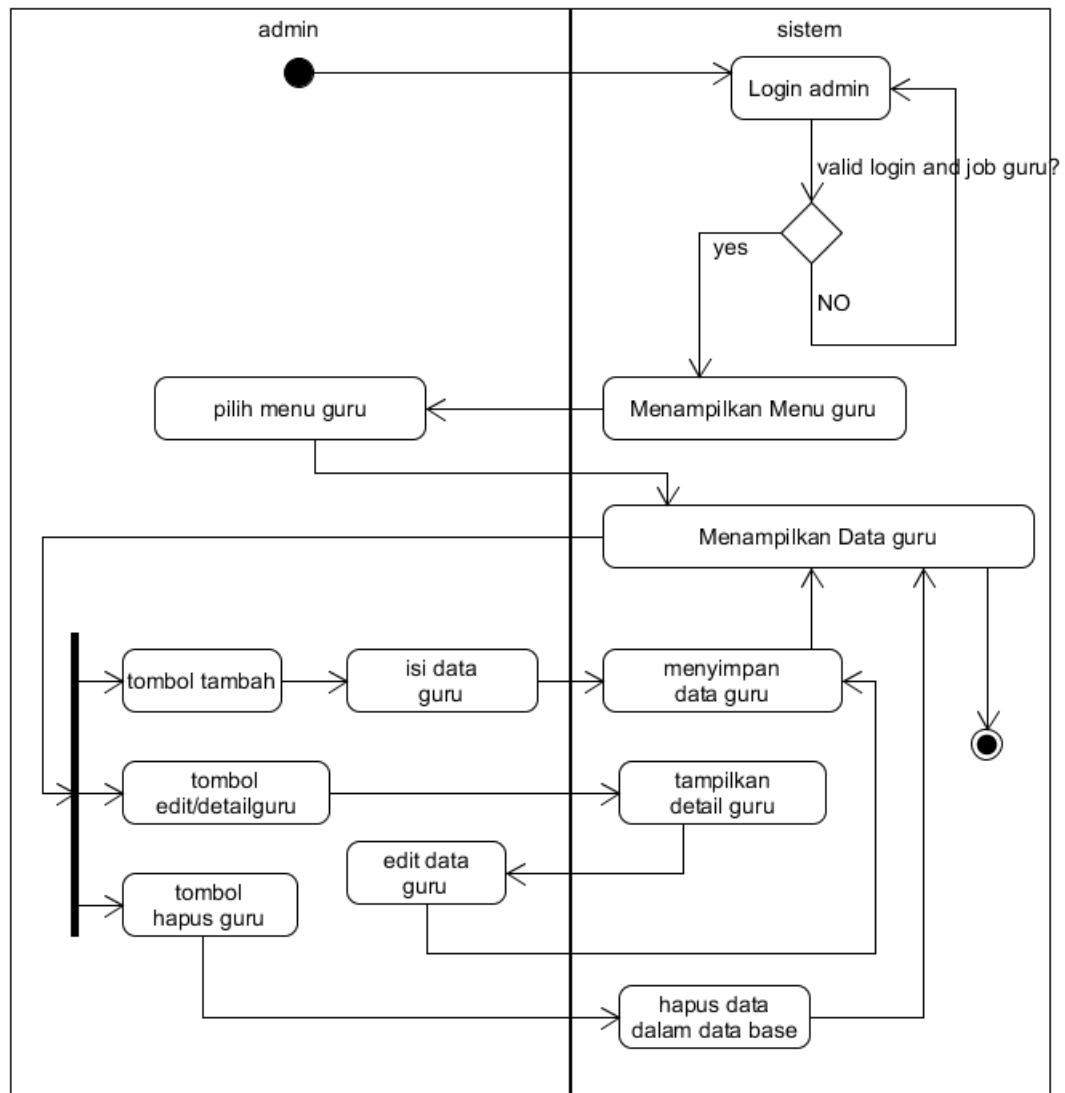 admin
sistem
Login admin
valid login and job guru?
yes
NO
pilih menu guru
Menampilkan Menu guru
Menampilkan Data guru
tombol tambah
isi data
guru
menyimpan
data guru
tombol
edit/detailguru
tampilkan
detail guru
edit data
guru
tombol
hapus guru
hapus data
dalam data base